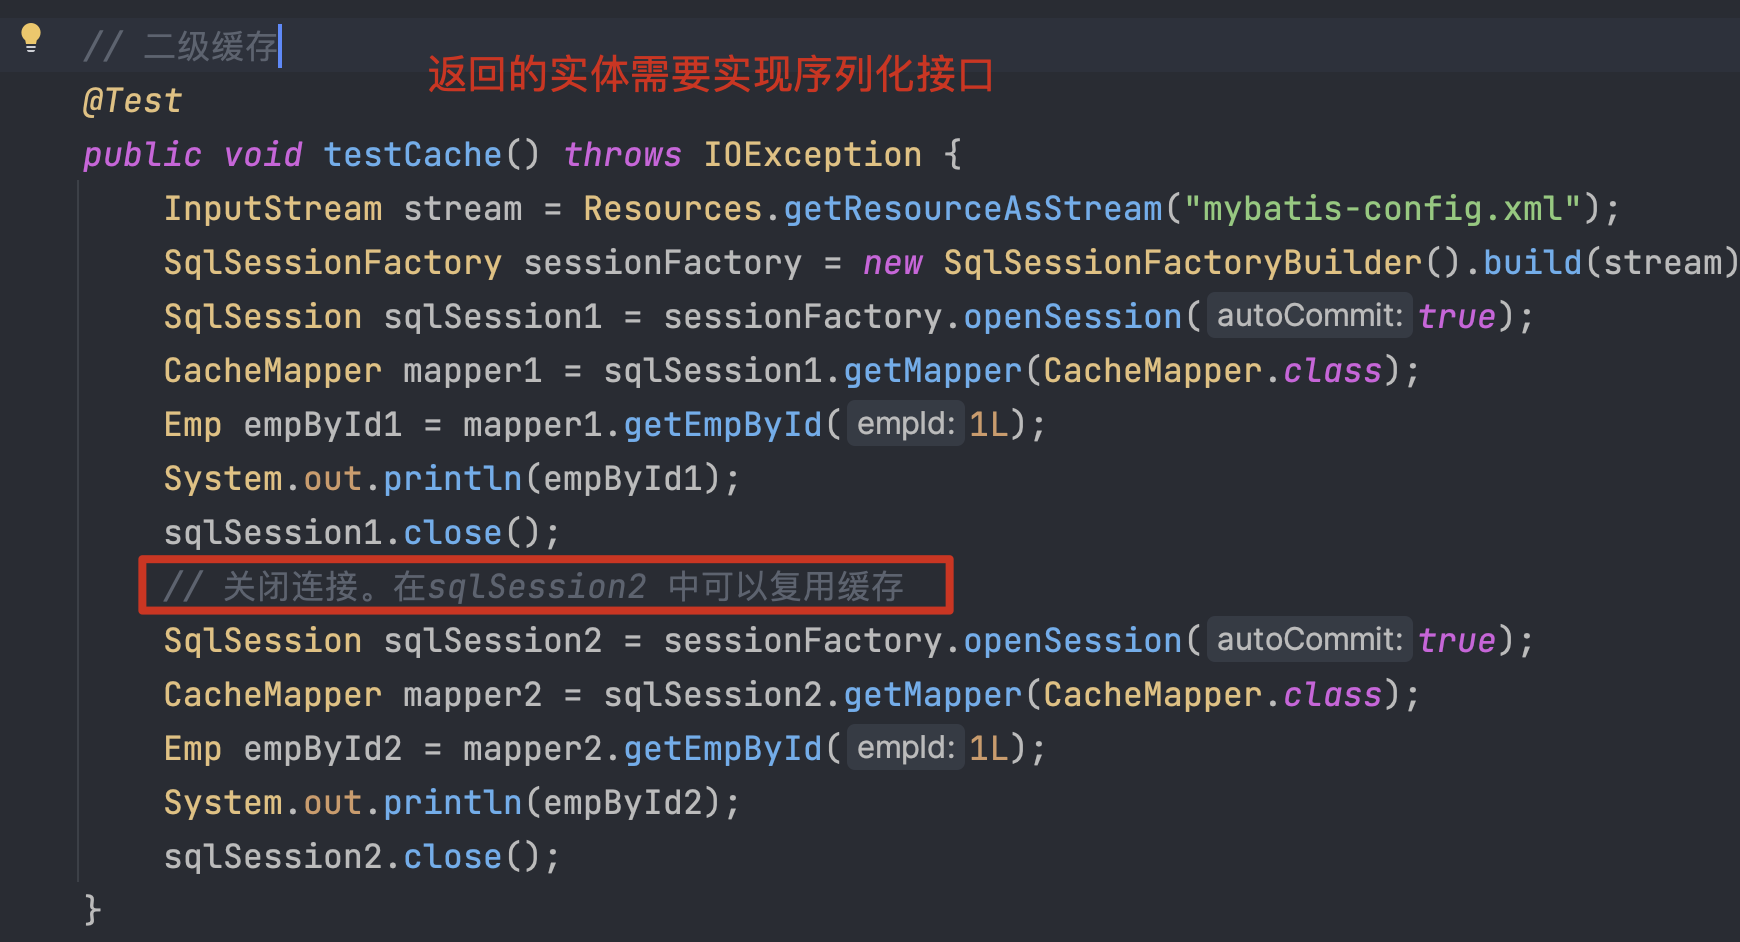 // 二级缓存
返回的实体需要实现序列化接口
@Test
public void testCache() throws IOException {
InputStream stream = Resources.getResourceAsStream("mybatis-config.xml");
SqlSessionFactory sessionFactory = new SqlSessionFactoryBuilder().build(stream)
SqlSession sqlSession1 = sessionFactory.openSession( autoCommit: true);
CacheMapper mapper1 = sqlSession1.getMapper(CacheMapper.class);
Emp empById1 = mapper1.getEmpById( empId: 1L);
System.out.println(empById1);
sqlSession1.close();
// 关闭连接。在sqlSession2 中可以复用缓存
SqlSession sqlSession2 = sessionFactory.openSession( autoCommit: true);
CacheMapper mapper2 = sqlSession2.getMapper(CacheMapper.class);
Emp empById2 = mapper2.getEmpById( empId: 1L);
System.out.println(empById2);
sqlSession2.close();
}